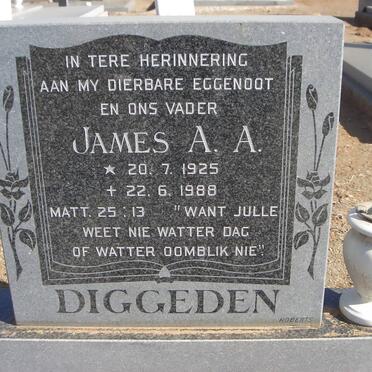 IN TERE HERINNERING
AAN MY DIERBARE EGGENOOT
EN ONS VADER
JAMES A. A.
★ 20. 7. 1925
+ 22. 6. 1988
MATT. 25:13 "WANT JULLE
WEET NIE WATTER DAG
OF WATTER OOMBLIK NIE".
DIGGEDEN
ROBERTS